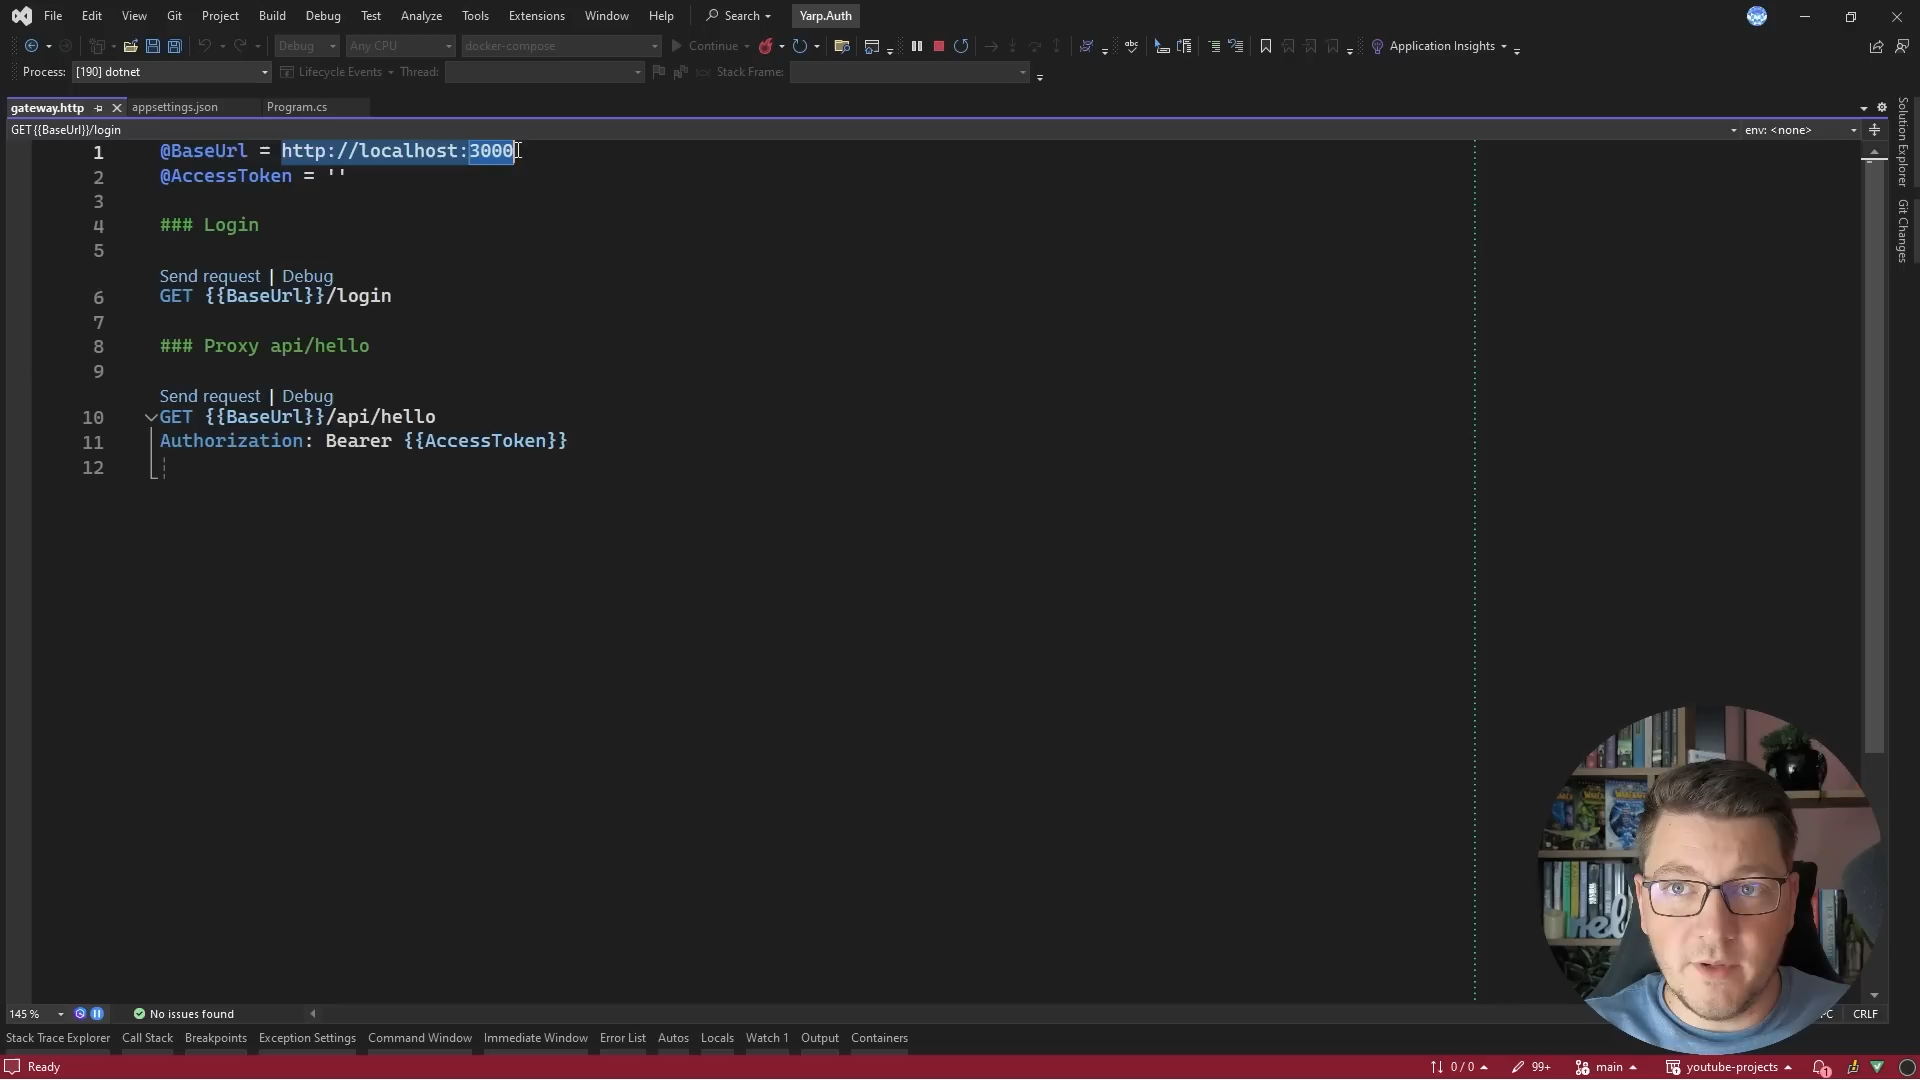 File Edit View Git Project Build Debug Test Analyze Tools Extensions Window Help Search Yarp.Auth
Debug Any CPU docker-compose Continue abc Application Insights
Process: [190] dotnet Lifecycle Events Thread: Stack Frame:
gateway.http appsettings.json Program.cs
GET {{BaseUrl}}/login env: <none>
1 @BaseUrl = http://localhost:3000
2 @AccessToken = ''
3
4 ### Login
5
Send request | Debug
6 GET {{BaseUrl}}/login
7
8 ### Proxy api/hello
9
Send request | Debug
10 GET {{BaseUrl}}/api/hello
11 Authorization: Bearer {{AccessToken}}
12
Solution Explorer
Git Changes
145 % No issues found CRLF
Stack Trace Explorer Call Stack Breakpoints Exception Settings Command Window Immediate Window Error List Autos Locals Watch 1 Output Containers
Ready 0 / 0 99+ main youtube-projects 1